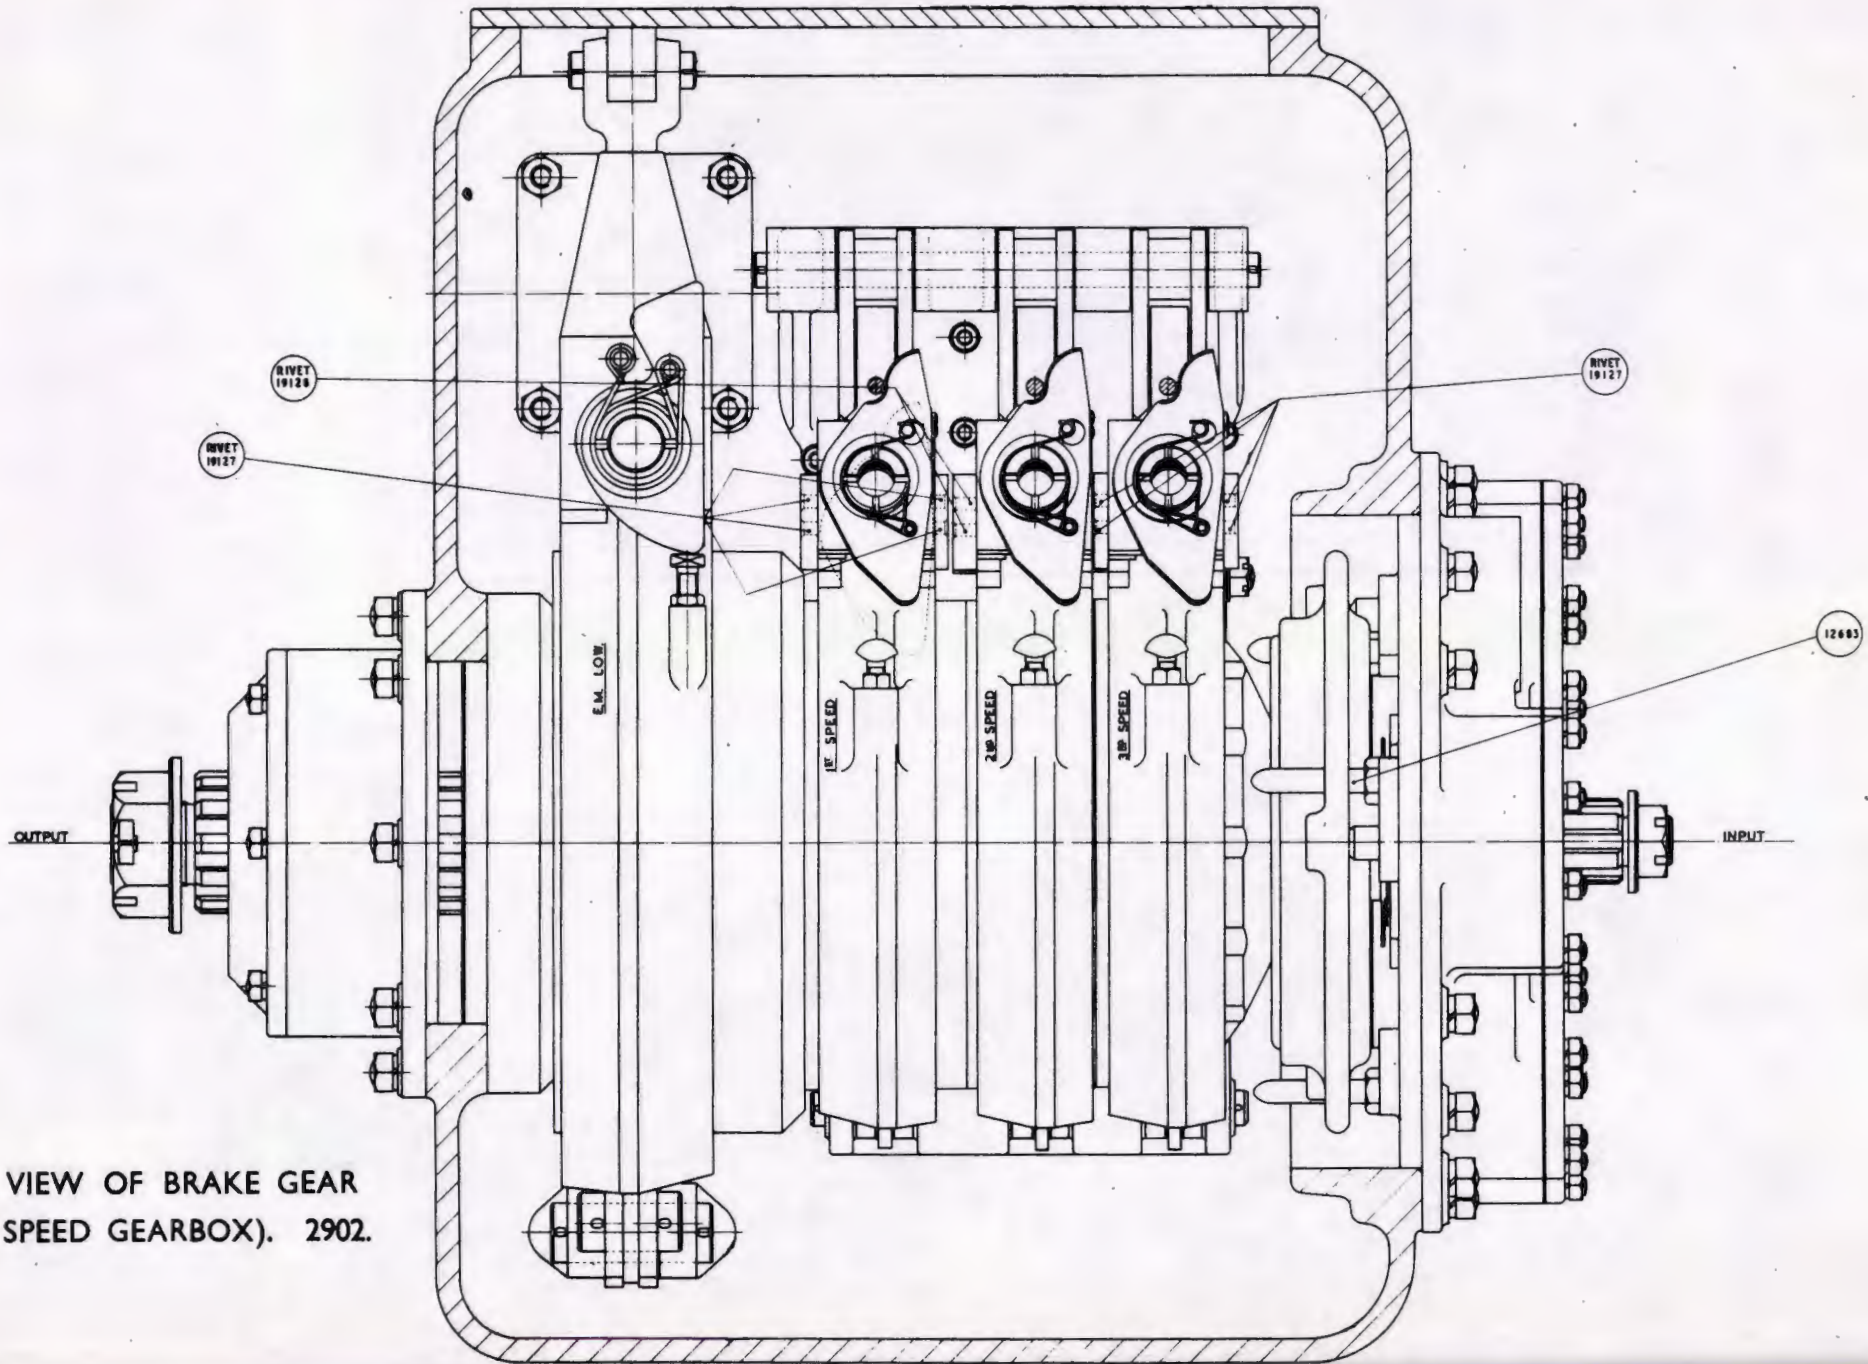 RIVET
19128
RIVET
19127
RIVET
19127
12683
E.M. LOW.
1ST SPEED
2ND SPEED
3RD SPEED
OUTPUT
INPUT
VIEW OF BRAKE GEAR
SPEED GEARBOX). 2902.